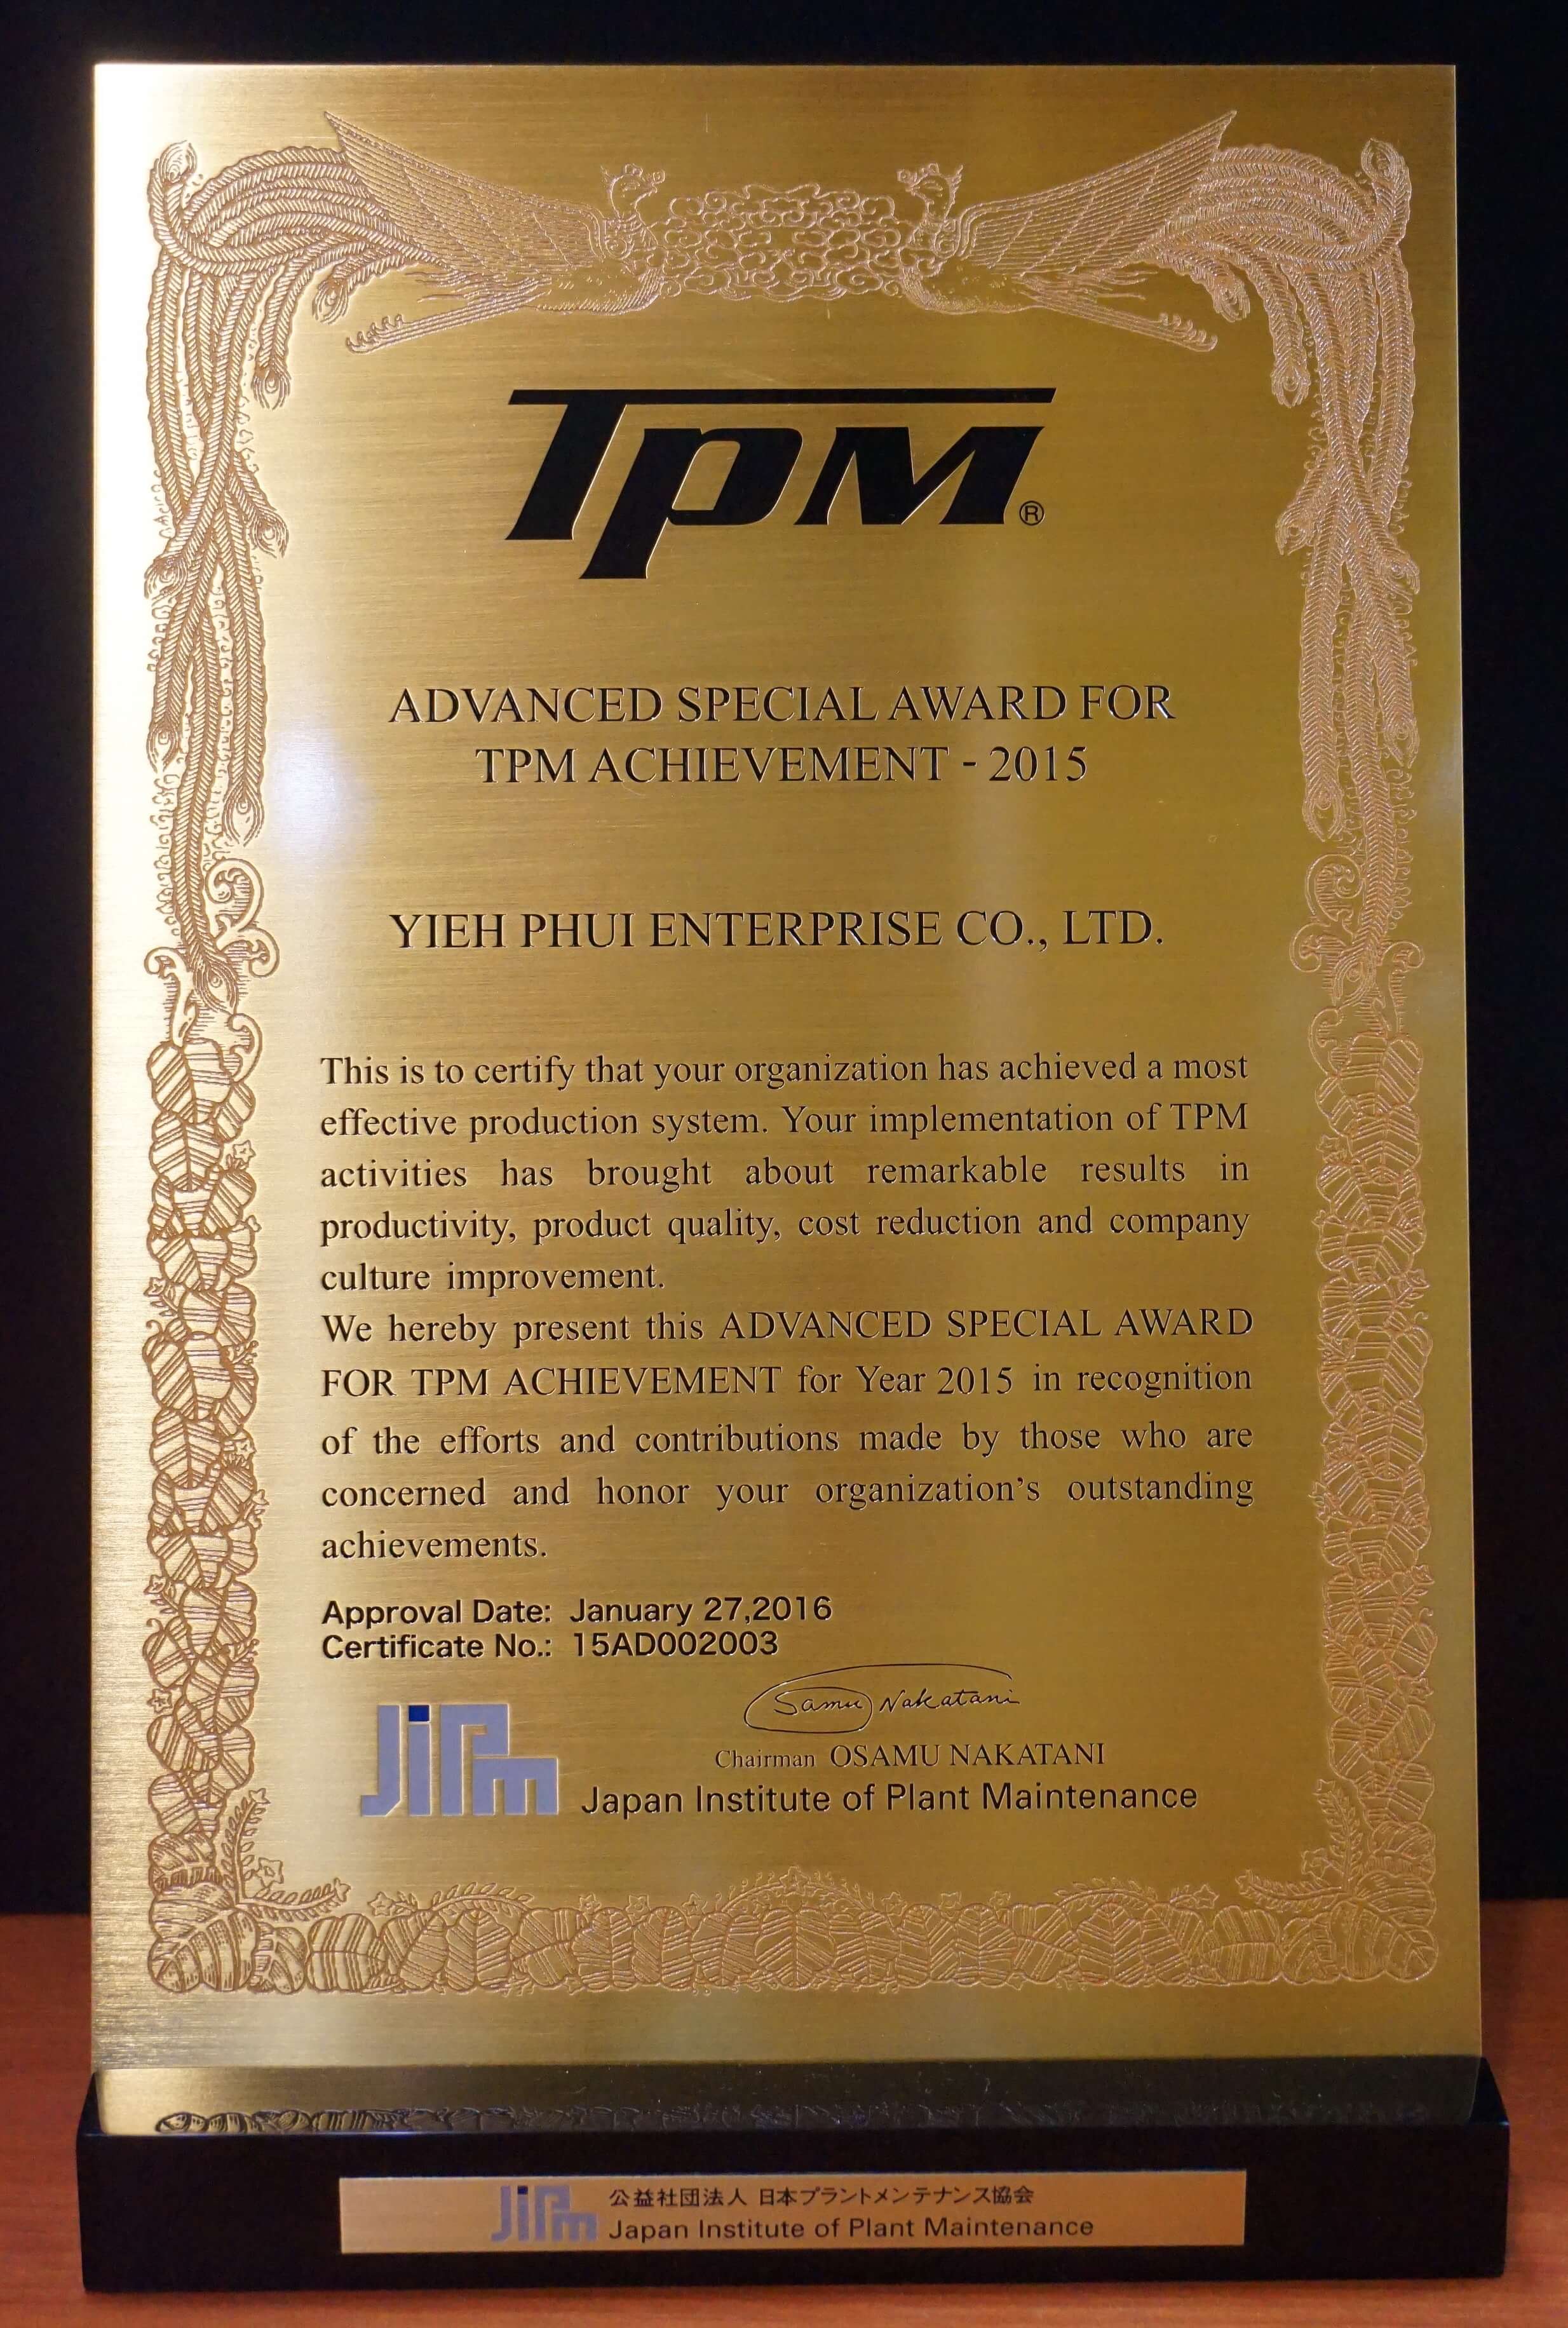 TPM®
ADVANCED SPECIAL AWARD FOR
TPM ACHIEVEMENT - 2015
YIEH PHUI ENTERPRISE CO., LTD.
This is to certify that your organization has achieved a most
effective production system. Your implementation of TPM
activities has brought about remarkable results in
productivity, product quality, cost reduction and company
culture improvement.
We hereby present this ADVANCED SPECIAL AWARD
FOR TPM ACHIEVEMENT for Year 2015 in recognition
of the efforts and contributions made by those who are
concerned and honor your organization's outstanding
achievements.
Approval Date: January 27,2016
Certificate No.: 15AD002003
Samu Nakatani
Chairman OSAMU NAKATANI
JiPm Japan Institute of Plant Maintenance
JiPm 公益社団法人 日本プラントメンテナンス協会
Japan Institute of Plant Maintenance